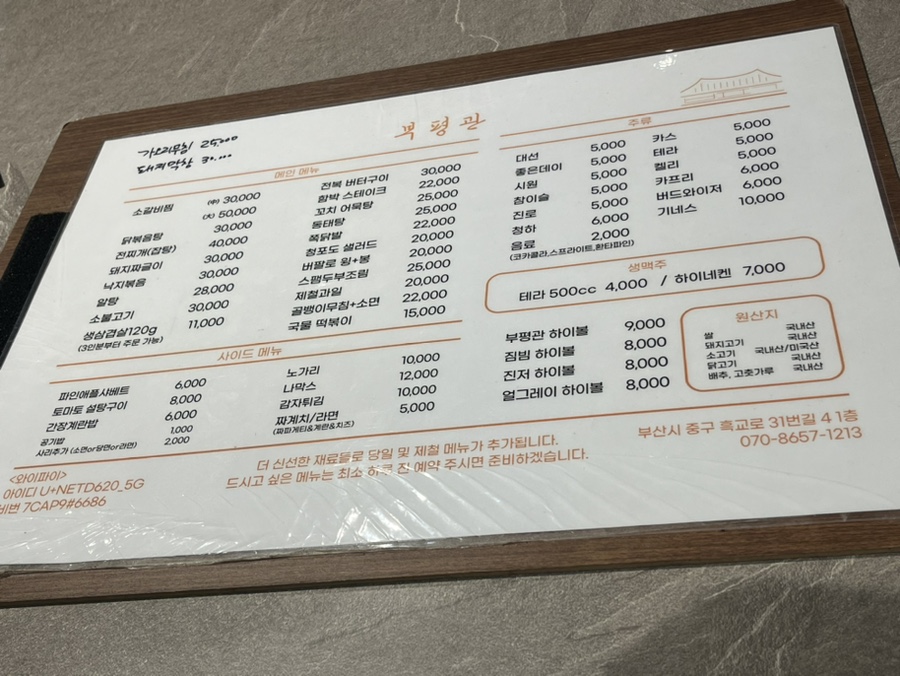 부평관
가오리무침 25,000
돼지막창 30,000
메인 메뉴
소갈비찜 (中) 30,000
(大) 50,000
닭볶음탕 30,000
전찌개(잡탕) 40,000
돼지짜글이 30,000
낙지볶음 30,000
알탕 28,000
소불고기 30,000
생삼겹살120g 11,000
(3인분부터 주문 가능)
전복 버터구이 30,000
함박 스테이크 22,000
꼬치 어묵탕 25,000
동태탕 25,000
쪽닭발 22,000
청포도 샐러드 20,000
버팔로 윙+봉 20,000
스팸두부조림 25,000
제철과일 20,000
골뱅이무침+소면 22,000
국물 떡볶이 15,000
사이드 메뉴
파인애플샤베트 6,000
토마토 설탕구이 8,000
간장계란밥 6,000
공기밥 1,000
사리추가 (소면or당면or라면) 2,000
노가리 10,000
나막스 12,000
감자튀김 10,000
짜계치/라면 5,000
(짜파게티&계란&치즈)
주류
대선 5,000
좋은데이 5,000
시원 5,000
참이슬 5,000
진로 5,000
청하 6,000
음료 2,000
(코카콜라,스프라이트,환타파인)
카스 5,000
테라 5,000
켈리 5,000
카프리 6,000
버드와이저 6,000
기네스 10,000
생맥주
테라 500cc 4,000 / 하이네켄 7,000
부평관 하이볼 9,000
짐빔 하이볼 8,000
진저 하이볼 8,000
얼그레이 하이볼 8,000
원산지
쌀 국내산
돼지고기 국내산
소고기 국내산/미국산
닭고기 국내산
배추, 고춧가루 국내산
<와이파이>
아이디 U+NETD620_5G
비번 7CAP9#6686
더 신선한 재료들로 당일 및 제철 메뉴가 추가됩니다.
드시고 싶은 메뉴는 최소 하루 전 예약 주시면 준비하겠습니다.
부산시 중구 흑교로 31번길 4 1층
070-8657-1213